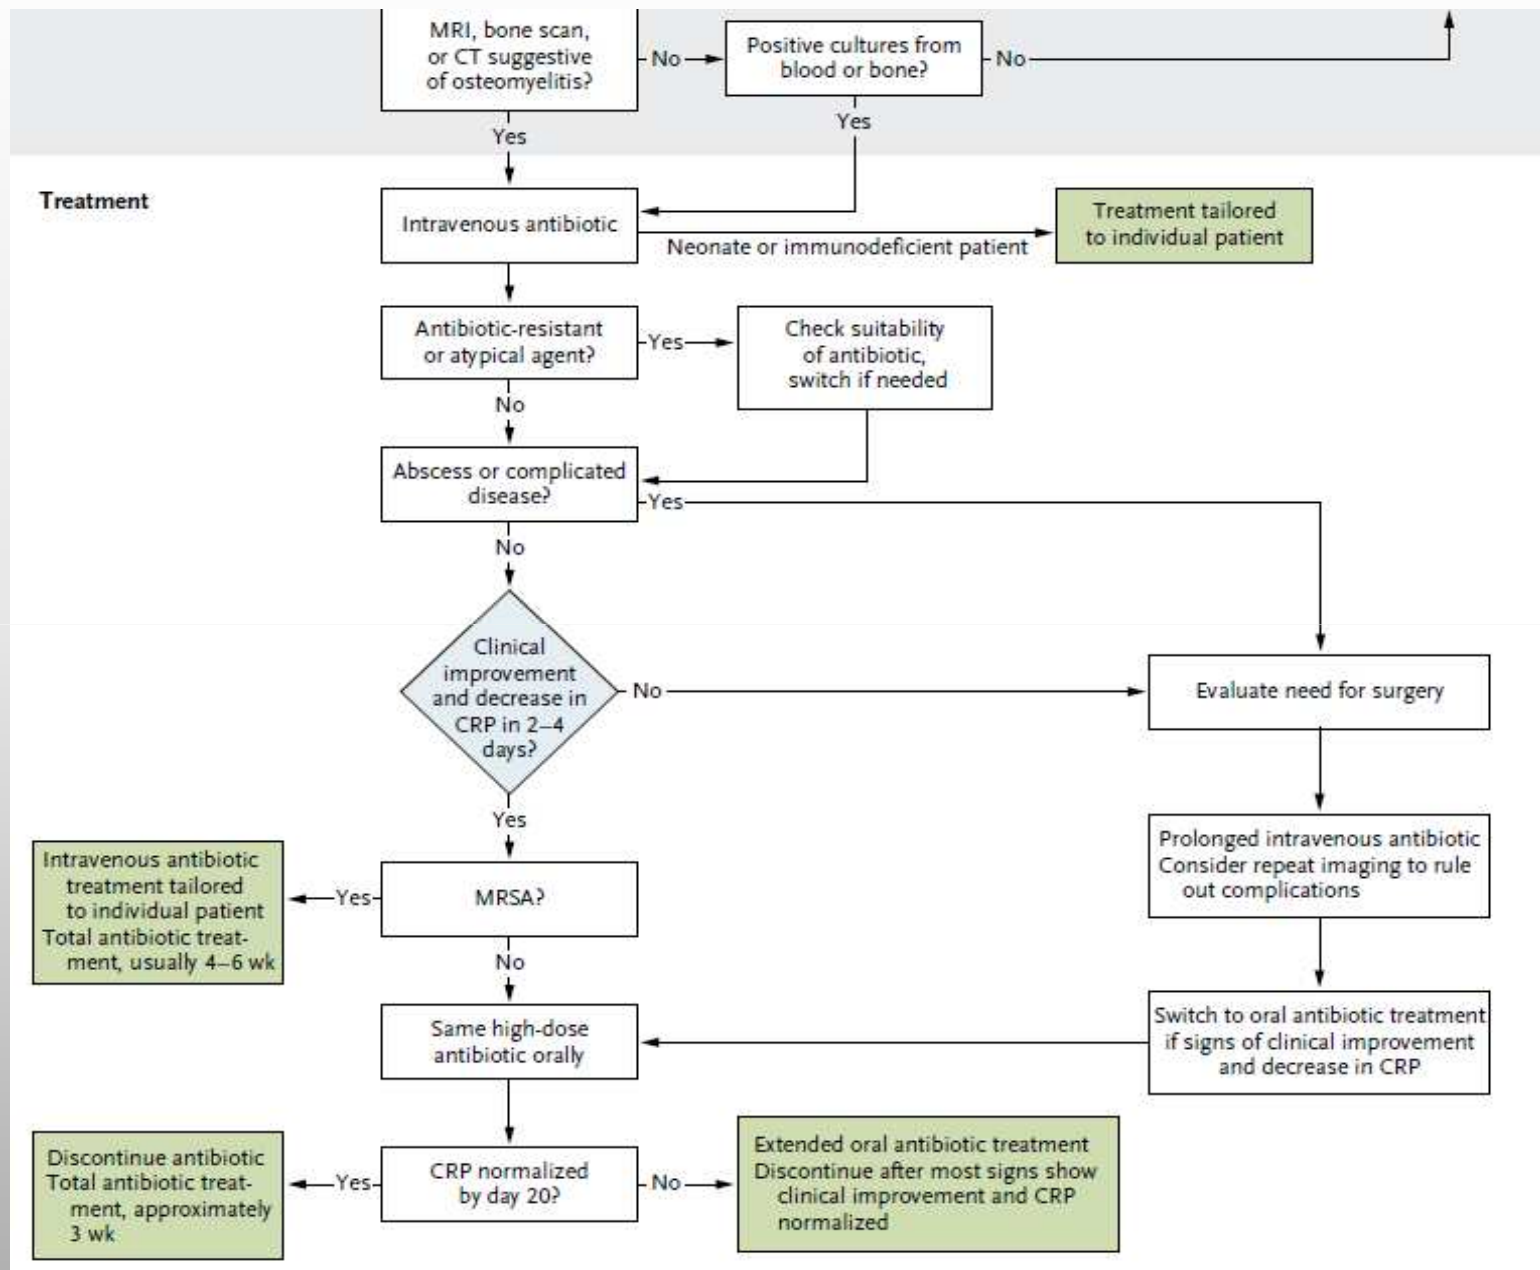 MRI, bone scan,
or CT suggestive
of osteomyelitis?
No
Positive cultures from
blood or bone?
No
Yes
Yes
Treatment
Intravenous antibiotic
Neonate or immunodeficient patient
Treatment tailored
to individual patient
Antibiotic-resistant
or atypical agent?
Yes
Check suitability
of antibiotic,
switch if needed
No
Abscess or complicated
disease?
Yes
No
Clinical
improvement
and decrease in
CRP in 2–4
days?
No
Evaluate need for surgery
Yes
Prolonged intravenous antibiotic
Consider repeat imaging to rule
out complications
Intravenous antibiotic
treatment tailored
to individual patient
Total antibiotic treat-
ment, usually 4–6 wk
Yes
MRSA?
No
Same high-dose
antibiotic orally
Switch to oral antibiotic treatment
if signs of clinical improvement
and decrease in CRP
Discontinue antibiotic
Total antibiotic treat-
ment, approximately
3 wk
Yes
CRP normalized
by day 20?
No
Extended oral antibiotic treatment
Discontinue after most signs show
clinical improvement and CRP
normalized